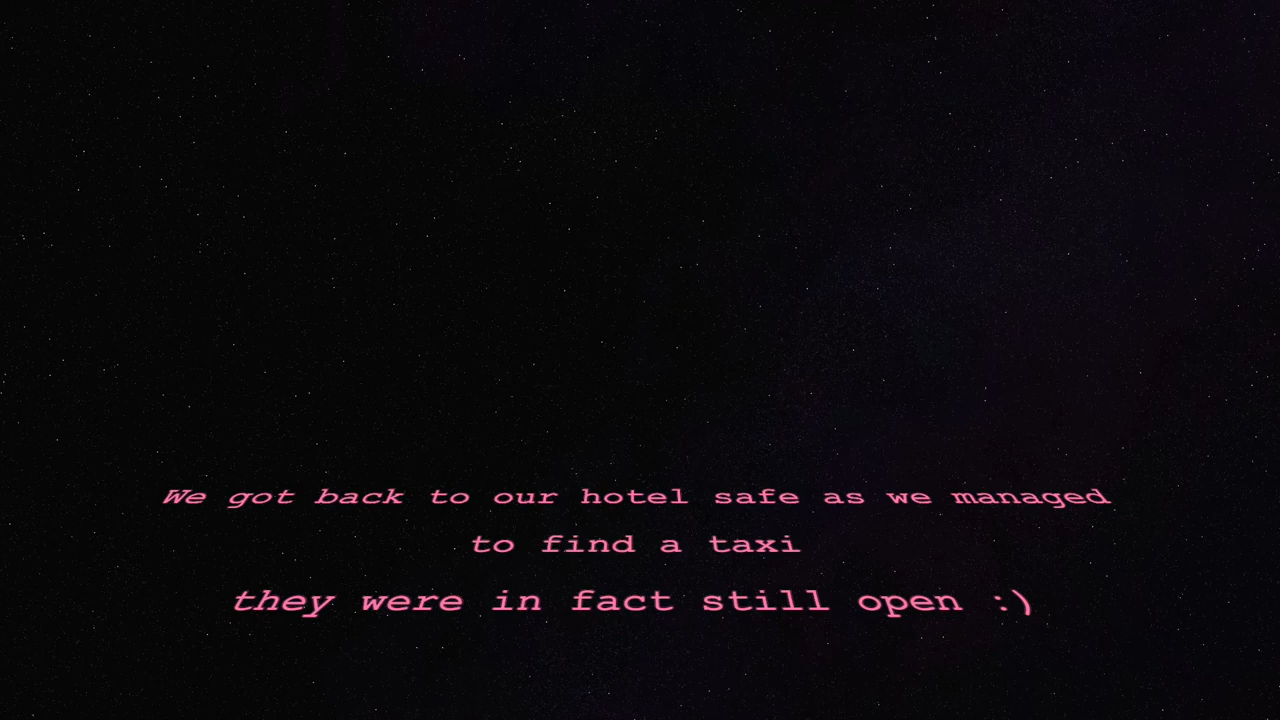 We got back to our hotel safe as we managed
to find a taxi
they were in fact still open :)